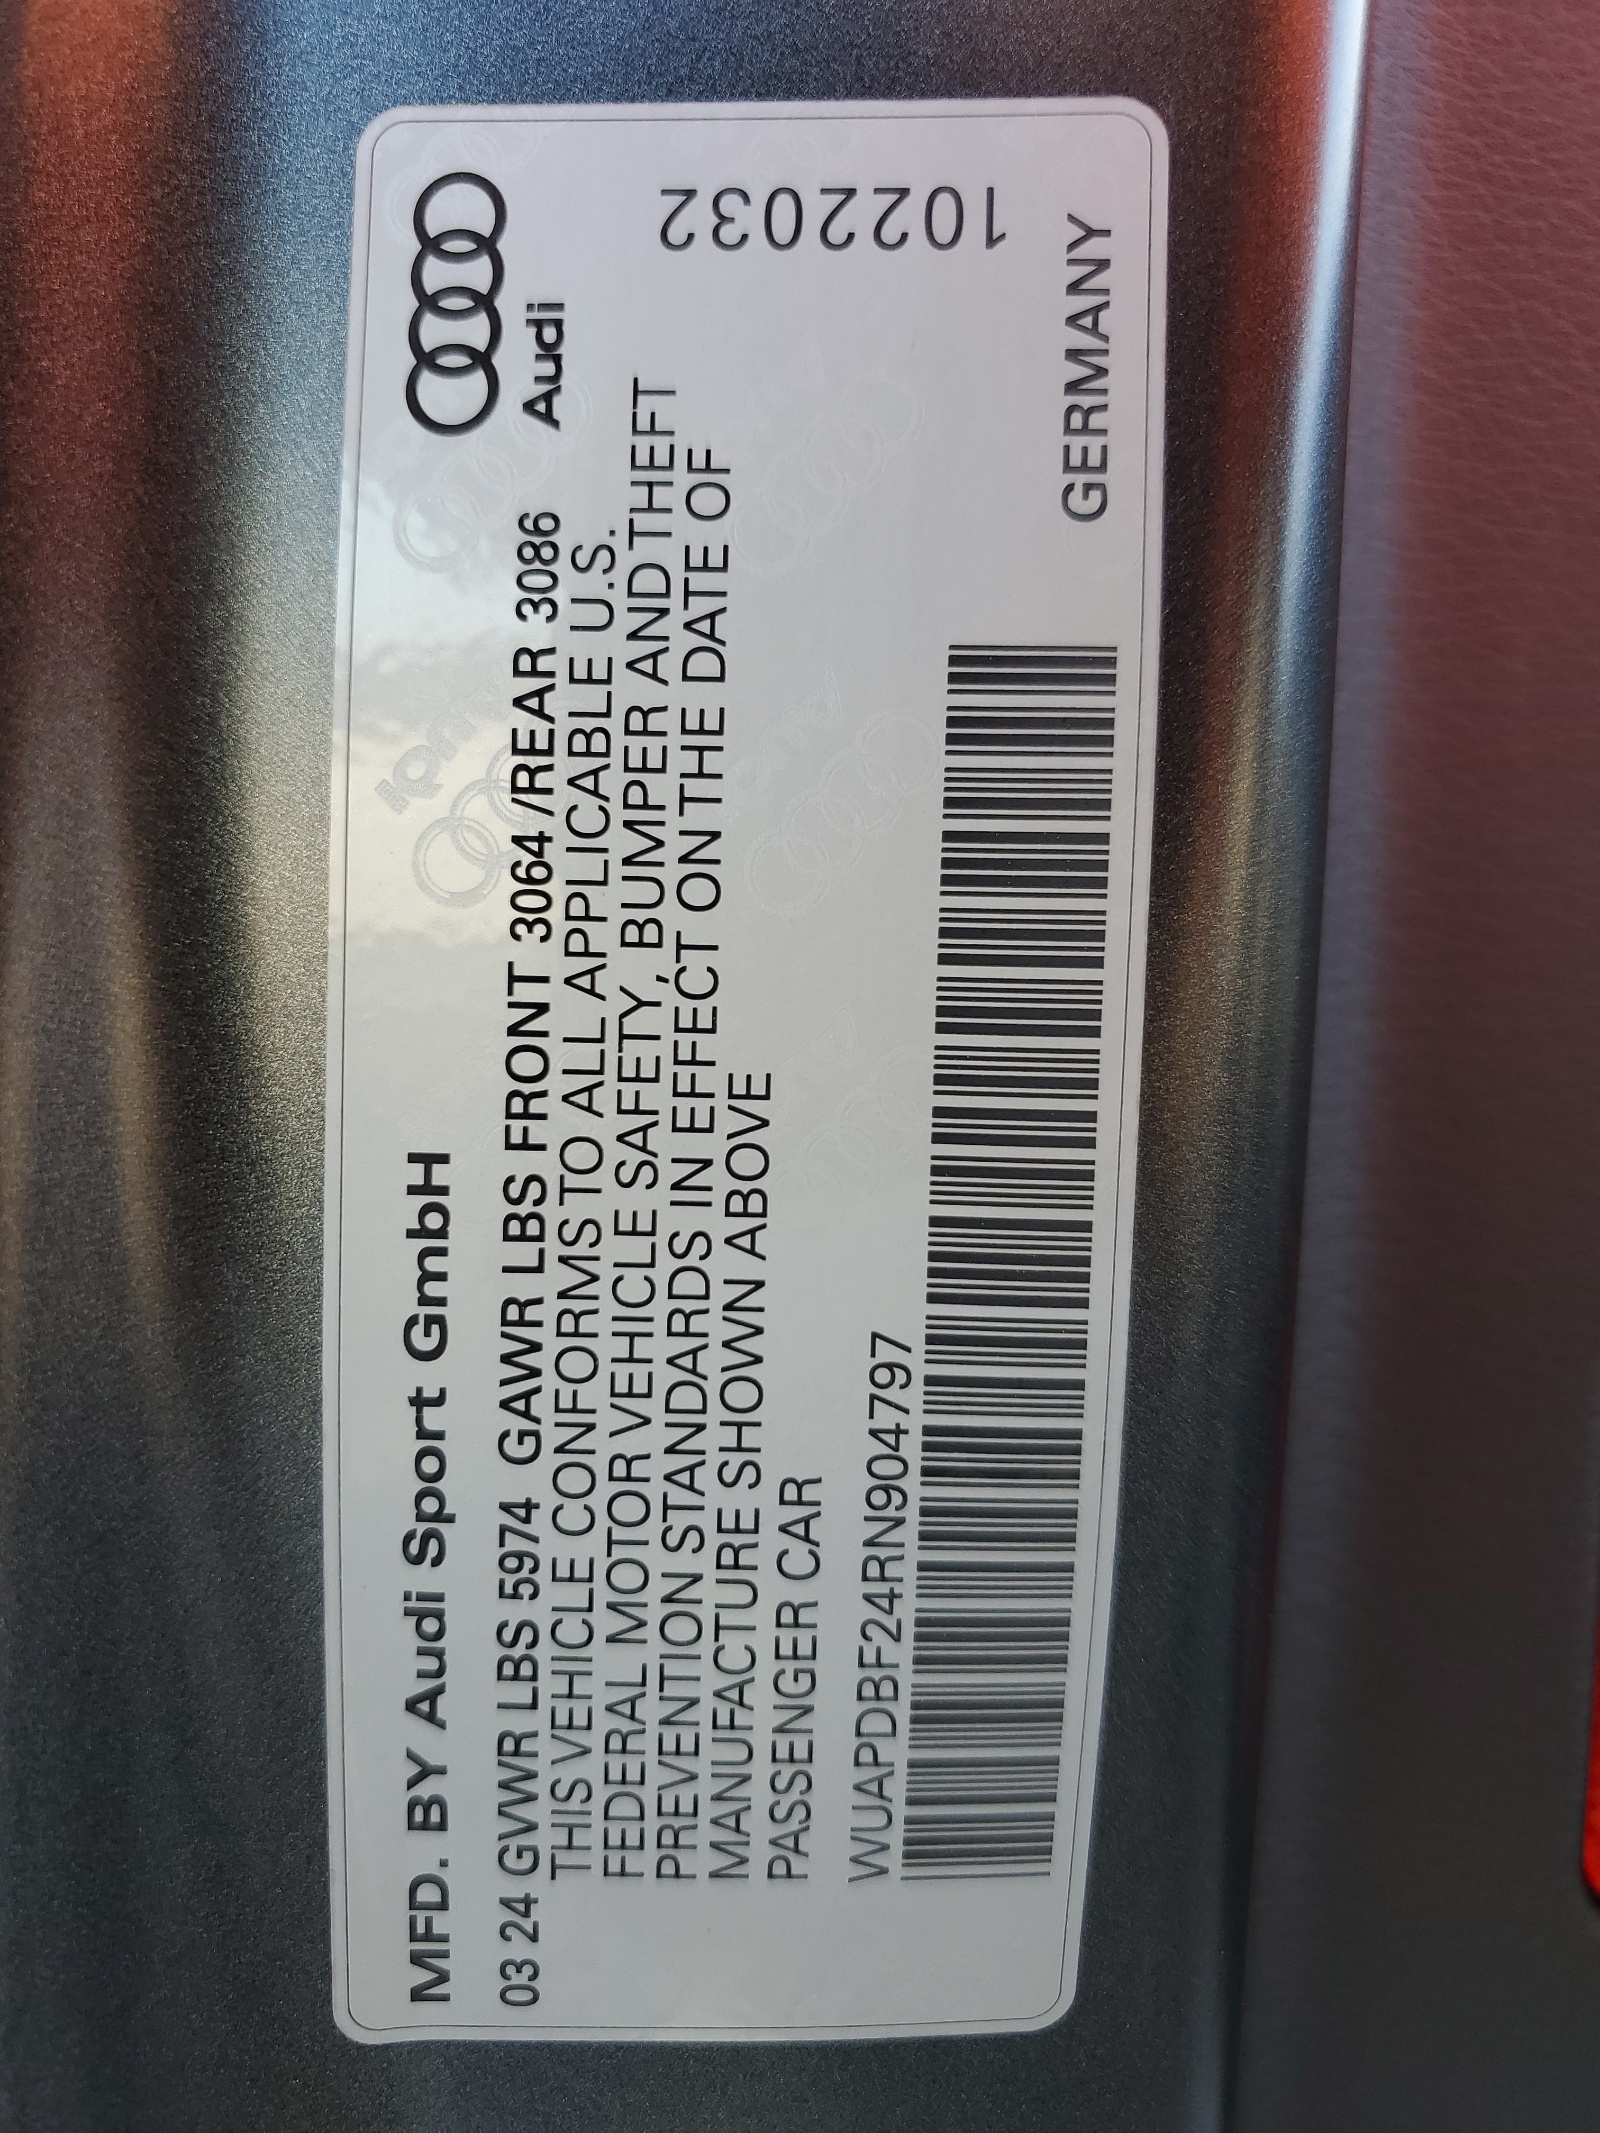 MFD. BY Audi Sport GmbH
Audi
03 24 GVWR LBS 5974 GAWR LBS FRONT 3064 /REAR 3086
THIS VEHICLE CONFORMS TO ALL APPLICABLE U.S.
FEDERAL MOTOR VEHICLE SAFETY, BUMPER AND THEFT
PREVENTION STANDARDS IN EFFECT ON THE DATE OF
MANUFACTURE SHOWN ABOVE
PASSENGER CAR
1022032
WUAPDBF24RN904797
GERMANY
Audi